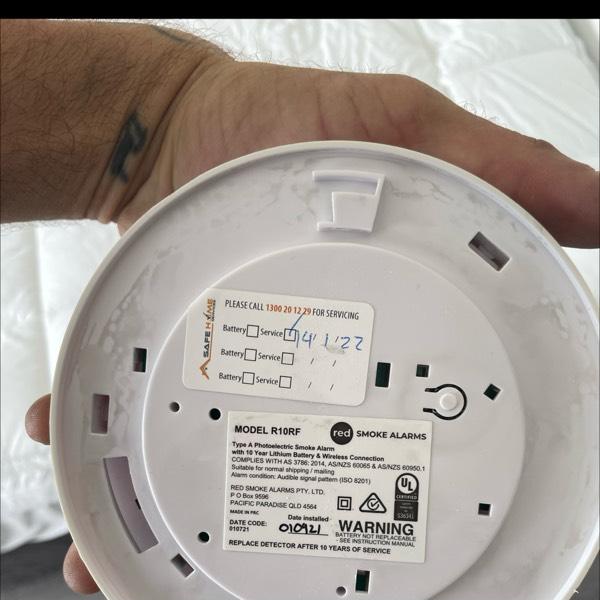 PLEASE CALL 1300 20 12 29 FOR SERVICING
SAFE HOME
Battery Service 14/1/22
Battery Service / /
Battery Service / /
MODEL R10RF
red SMOKE ALARMS
Type A Photoelectric Smoke Alarm
with 10 Year Lithium Battery & Wireless Connection
COMPLIES WITH AS 3786: 2014, AS/NZS 60065 & AS/NZS 60950.1
Suitable for normal shipping / mailing
Alarm condition: Audible signal pattern (ISO 8201)
RED SMOKE ALARMS PTY. LTD.
P O Box 9596
PACIFIC PARADISE QLD 4564
MADE IN PRC
UL
CERTIFIED
S36341
DATE CODE:
010721
Date installed
010921
WARNING
BATTERY NOT REPLACEABLE
- SEE INSTRUCTION MANUAL
REPLACE DETECTOR AFTER 10 YEARS OF SERVICE